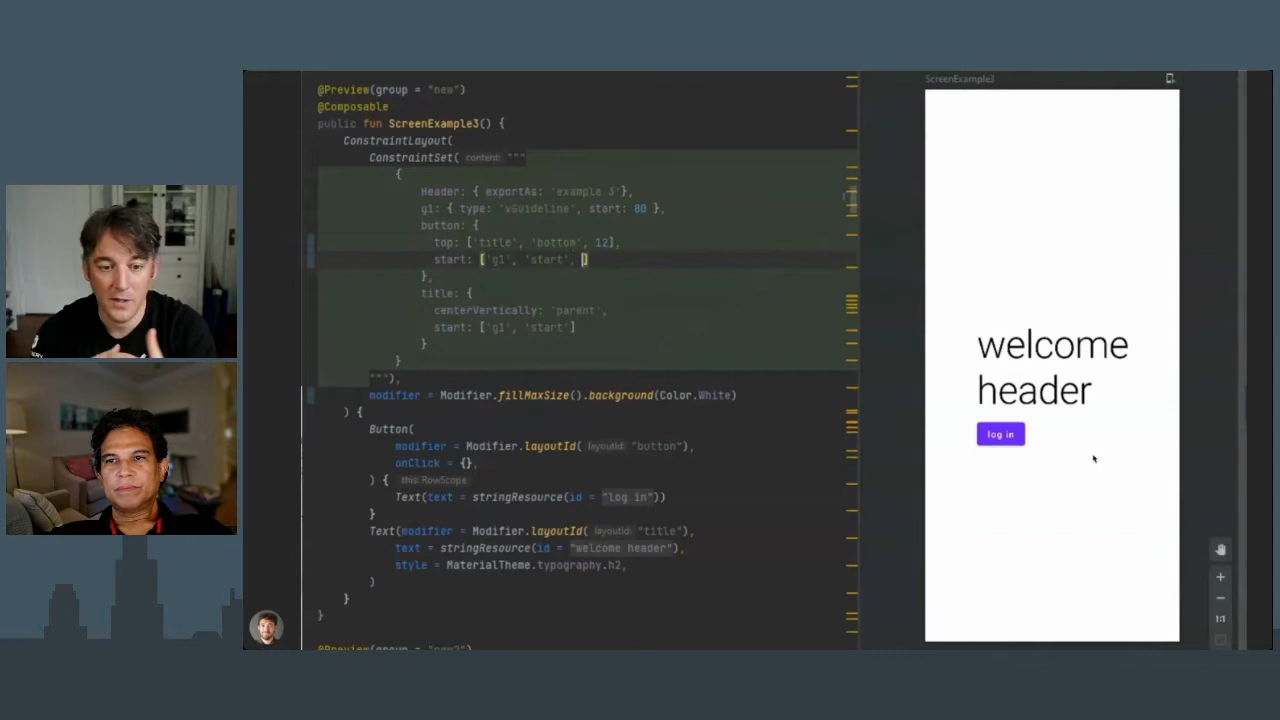 @Preview(group = "new")
@Composable
public fun ScreenExample3() {
ConstraintLayout(
ConstraintSet( content: """
{
Header: { exportAs: 'example 3'},
g1: { type: 'vGuideline', start: 80 },
button: {
top: ['title', 'bottom', 12],
start: ['g1', 'start', ]
},
title: {
centerVertically: 'parent',
start: ['g1', 'start']
}
}
"""),
modifier = Modifier.fillMaxSize().background(Color.White)
) {
Button(
modifier = Modifier.layoutId( layoutId: "button"),
onClick = {},
) { this: RowScope
Text(text = stringResource(id = "log in"))
}
Text(modifier = Modifier.layoutId( layoutId: "title"),
text = stringResource(id = "welcome header"),
style = MaterialTheme.typography.h2,
)
}
}
@Preview(group = "new2")
ScreenExample3
welcome
header
log in
+
−
1:1